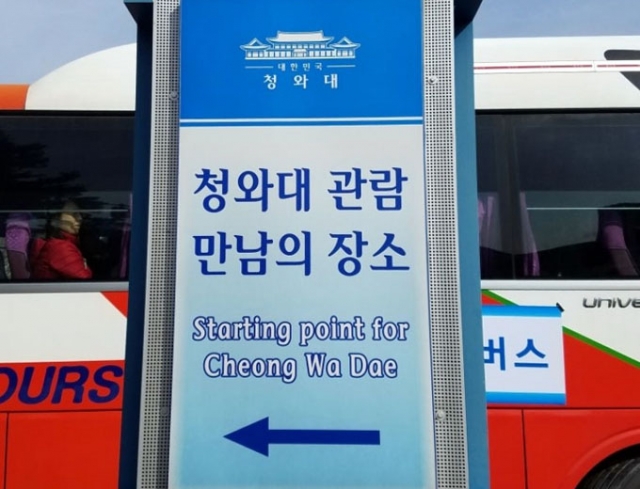 대한민국
청와대
청와대 관람
만남의 장소
Starting point for
Cheong Wa Dae
OURS
버스